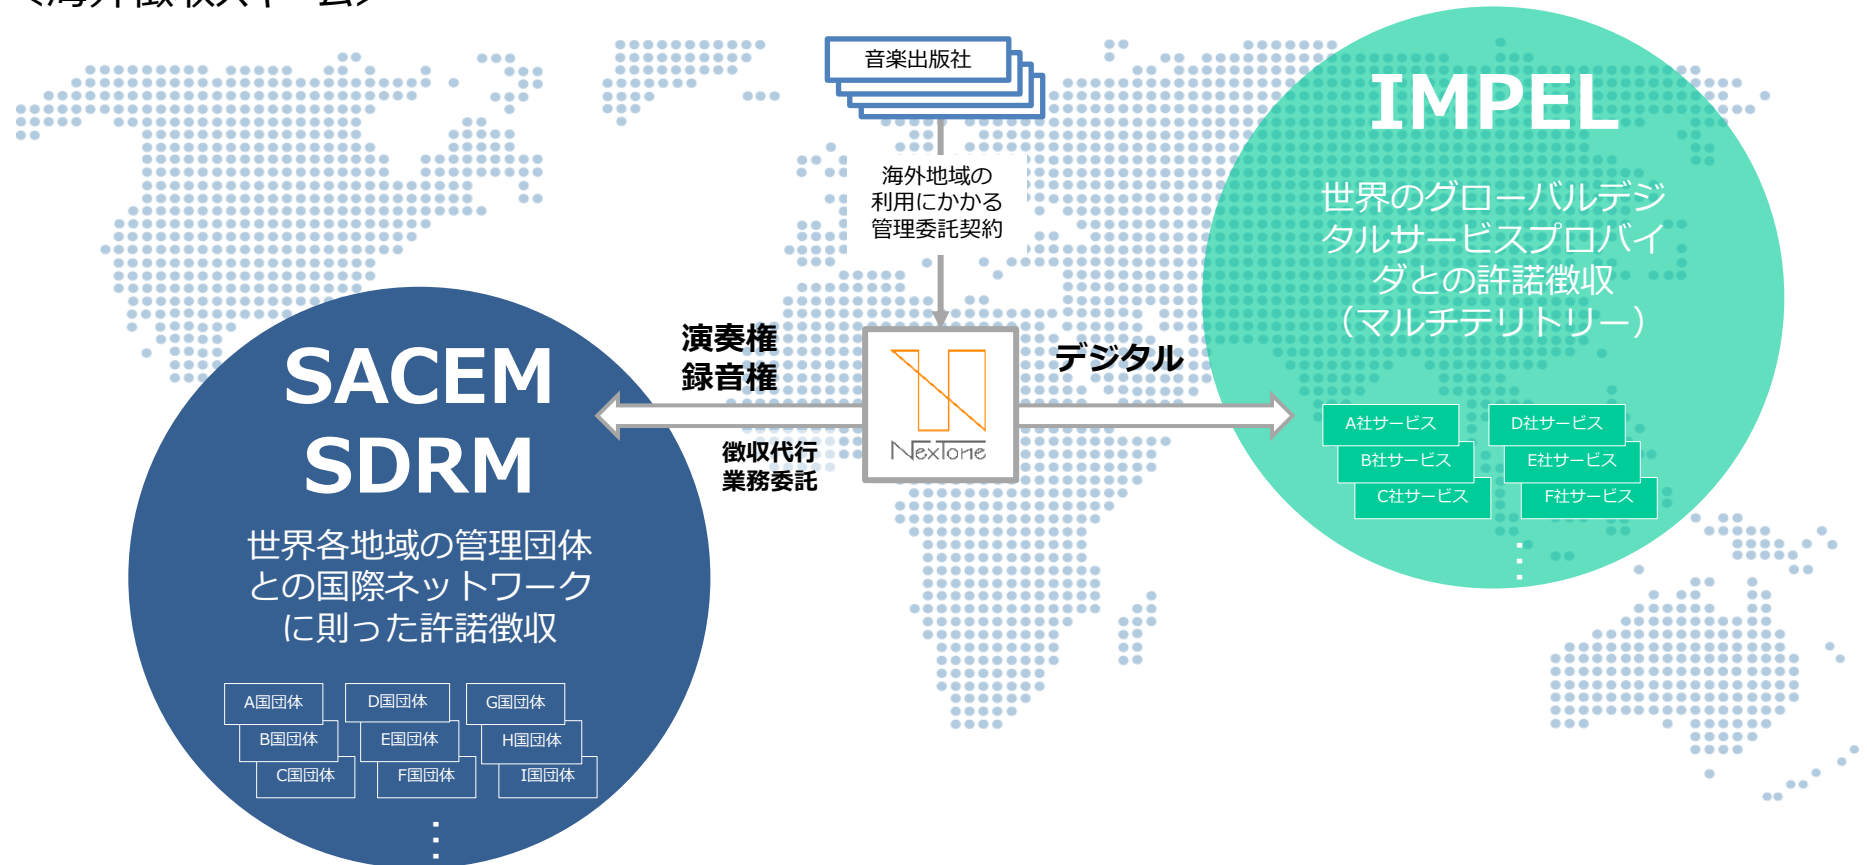 <海外徴収スキーム>
音楽出版社
海外地域の
利用にかかる
管理委託契約
IMPEL
世界のグローバルデジ
タルサービスプロバイ
ダとの許諾徴収
（マルチテリトリー）
A社サービス
B社サービス
C社サービス
D社サービス
E社サービス
F社サービス
演奏権
録音権
デジタル
NexTone
徴収代行
業務委託
SACEM
SDRM
世界各地域の管理団体
との国際ネットワーク
に則った許諾徴収
A国団体
B国団体
C国団体
D国団体
E国団体
F国団体
G国団体
H国団体
I国団体